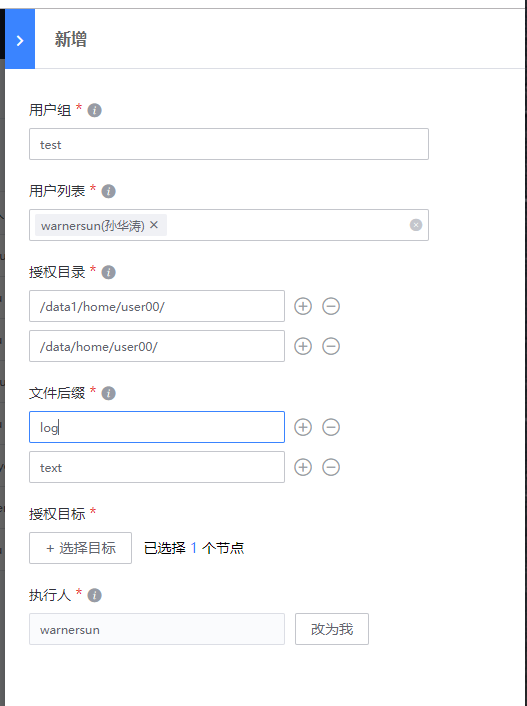 新增
用户组 *
test
用户列表 *
warnersun(孙华涛) ×
授权目录 *
/data1/home/user00/
/data/home/user00/
文件后缀 *
log
text
授权目标 *
+ 选择目标 已选择 1 个节点
执行人 *
warnersun 改为我